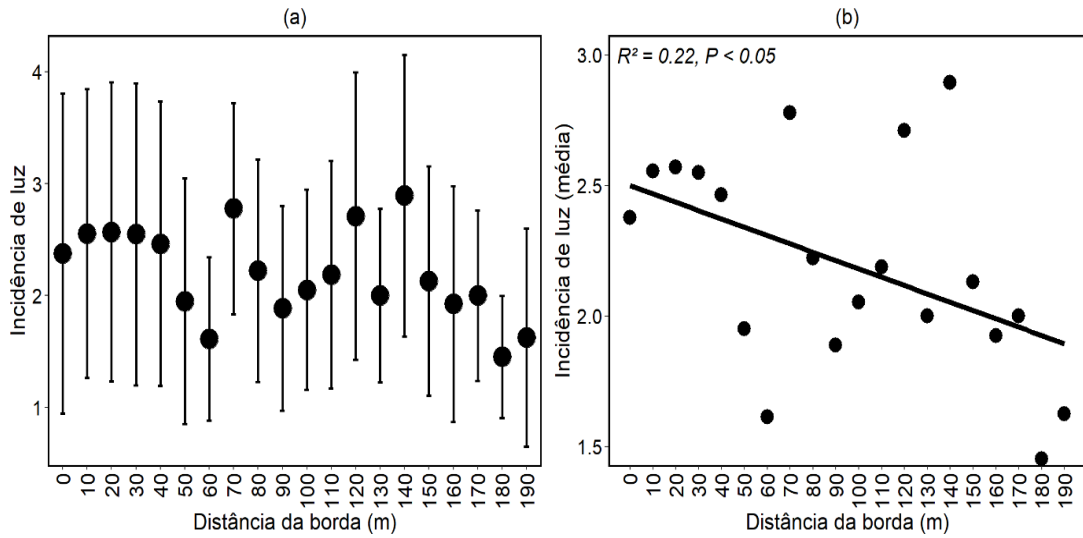 (a)
4
3
2
1
Incidência de luz
0 10 20 30 40 50 60 70 80 90 100 110 120 130 140 150 160 170 180 190
Distância da borda (m)
(b)
R² = 0.22, P < 0.05
3.0
2.5
2.0
1.5
Incidência de luz (média)
0 10 20 30 40 50 60 70 80 90 100 110 120 130 140 150 160 170 180 190
Distância da borda (m)